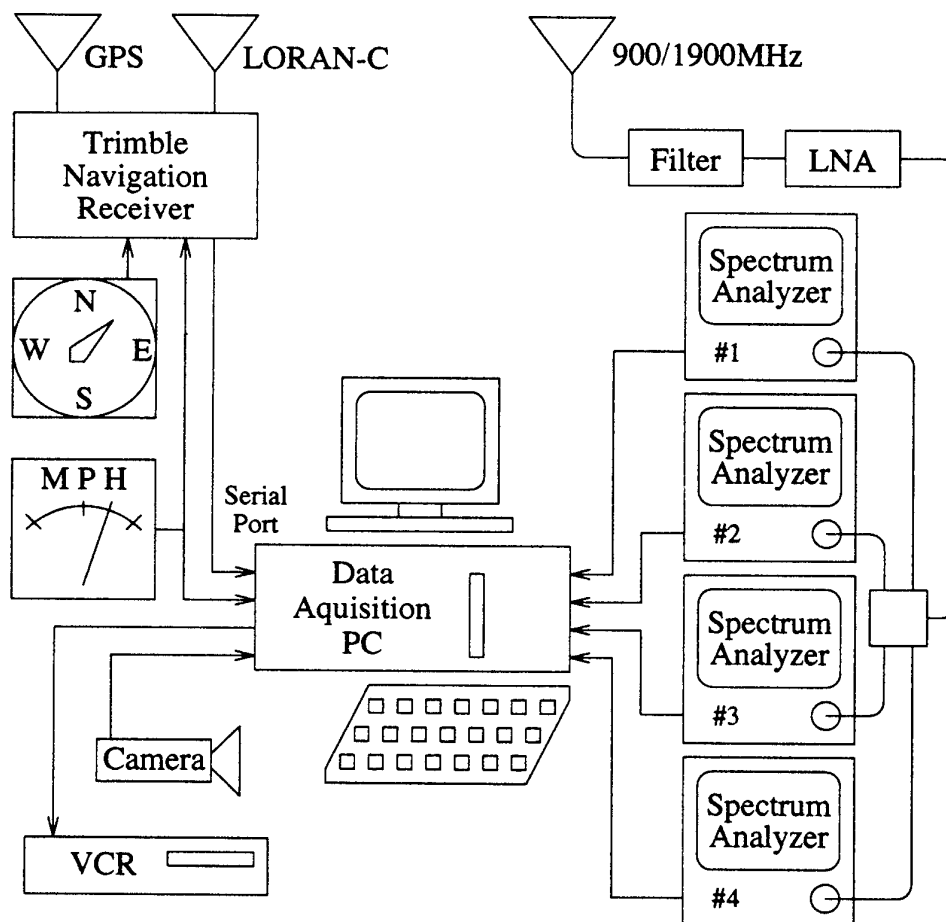 GPS
LORAN-C
900/1900MHz
Trimble
Navigation
Receiver
Filter
LNA
N
W
E
S
Spectrum
Analyzer
#1
Spectrum
Analyzer
#2
M P H
Serial
Port
Data
Aquisition
PC
Spectrum
Analyzer
#3
Camera
Spectrum
Analyzer
#4
VCR